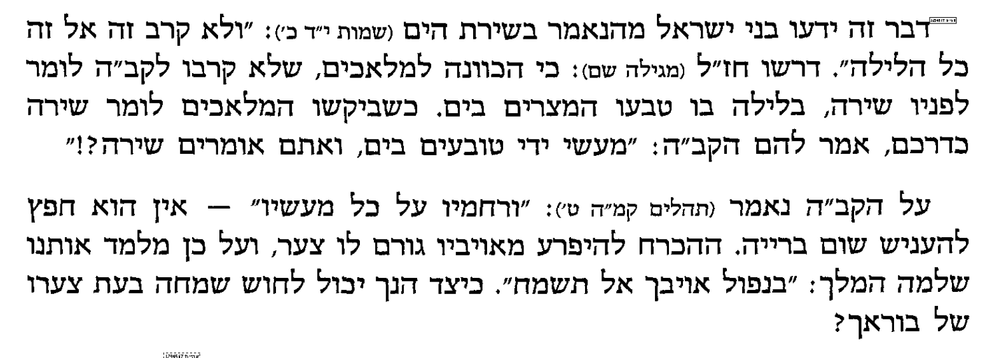 דבר זה ידעו בני ישראל מהנאמר בשירת הים (שמות י״ד כ׳): ״ולא קרב זה אל זה
כל הלילה״. דרשו חז״ל (מגילה שם): כי הכוונה למלאכים, שלא קרבו לקב״ה לומר
לפניו שירה, בלילה בו טבעו המצרים בים. כשביקשו המלאכים לומר שירה
כדרכם, אמר להם הקב״ה: ״מעשי ידי טובעים בים, ואתם אומרים שירה?!״
על הקב״ה נאמר (תהלים קמ״ה ט׳): ״ורחמיו על כל מעשיו״ — אין הוא חפץ
להעניש שום ברייה. ההכרח להיפרע מאויביו גורם לו צער, ועל כן מלמד אותנו
שלמה המלך: ״בנפול אויבך אל תשמח״. כיצד הנך יכול לחוש שמחה בעת צערו
של בוראך?